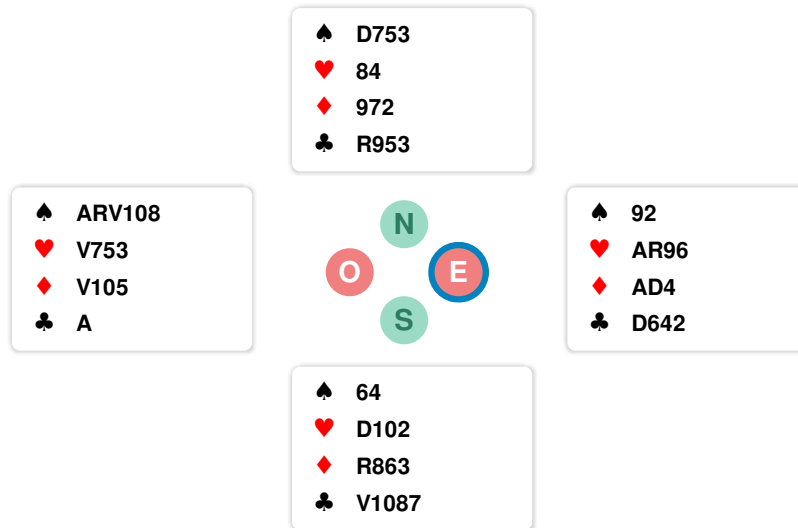 ♠ D753
♥ 84
♦ 972
♣ R953
♠ ARV108
♥ V753
♦ V105
♣ A
N
O E
S
♠ 92
♥ AR96
♦ AD4
♣ D642
♠ 64
♥ D102
♦ R863
♣ V1087